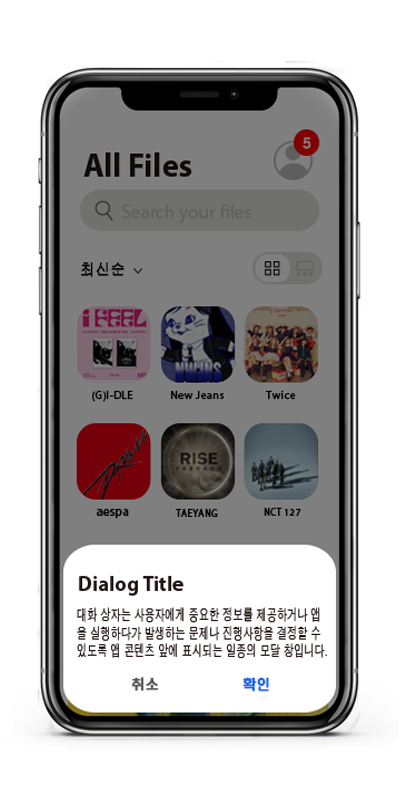 All Files
5
Search your files
최신순
i FEEL
(G)I-DLE
New Jeans
Twice
RISE
TAEYANG
aespa
TAEYANG
NCT 127
Dialog Title
대화 상자는 사용자에게 중요한 정보를 제공하거나 앱
을 실행하다가 발생하는 문제나 진행사항을 결정할 수
있도록 앱 콘텐츠 앞에 표시되는 일종의 모달 창입니다.
취소
확인